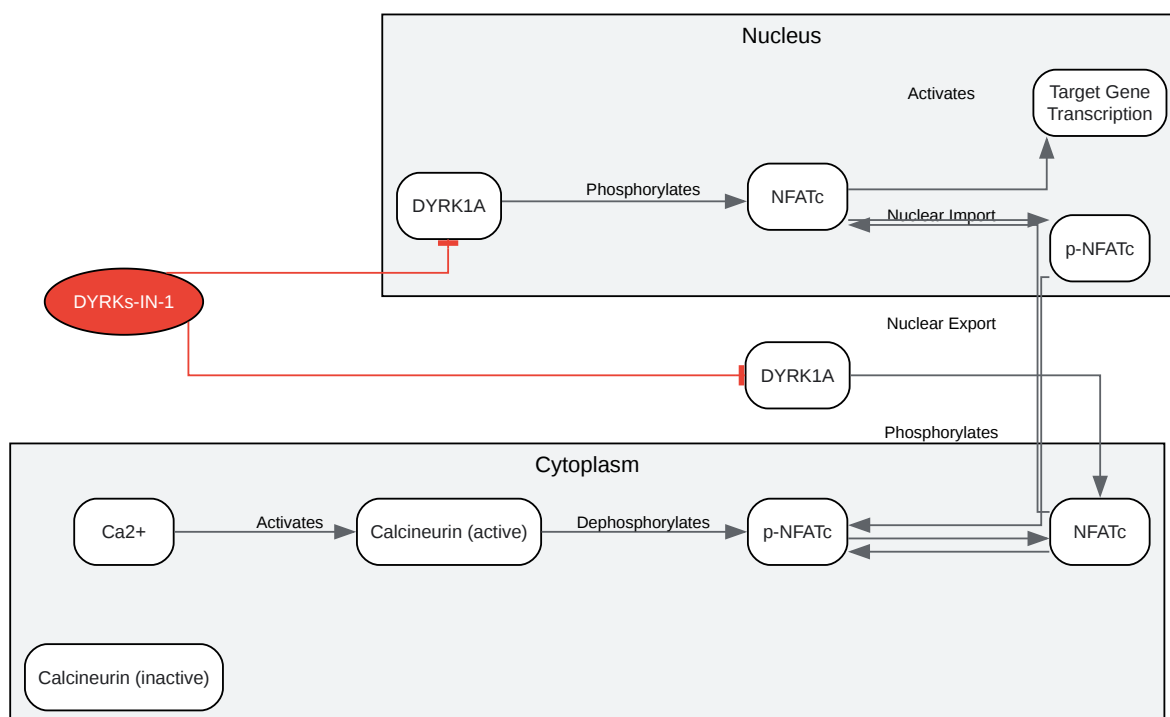 Nucleus
Activates
Target Gene
Transcription
DYRK1A
Phosphorylates
NFATc
Nuclear Import
p-NFATc
DYRKs-IN-1
Nuclear Export
DYRK1A
Phosphorylates
Cytoplasm
Ca2+
Activates
Calcineurin (active)
Dephosphorylates
p-NFATc
NFATc
Calcineurin (inactive)